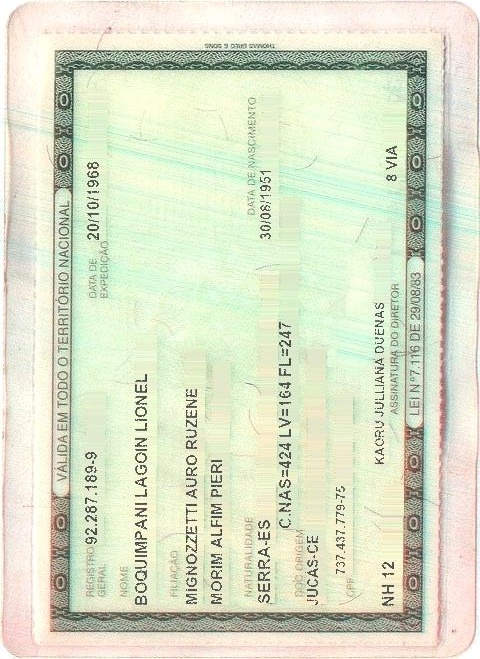 THOMAS GREG & SONS
VÁLIDA EM TODO O TERRITÓRIO NACIONAL
REGISTRO GERAL 92.287.189-9 DATA DE EXPEDIÇÃO 20/10/1968
NOME
BOQUIMPANI LAGOIN LIONEL
FILIAÇÃO
MIGNOZZETTI AURO RUZENE
MORIM ALFIM PIERI
NATURALIDADE DATA DE NASCIMENTO
SERRA-ES 30/08/1951
DOC ORIGEM C.NAS=424 LV=164 FL=247
JUCAS-CE
737.437.779-75
CPF
KAORU JULLIANA DUENAS
NH 12 8 VIA
ASSINATURA DO DIRETOR
LEI Nº 7.116 DE 29/08/83